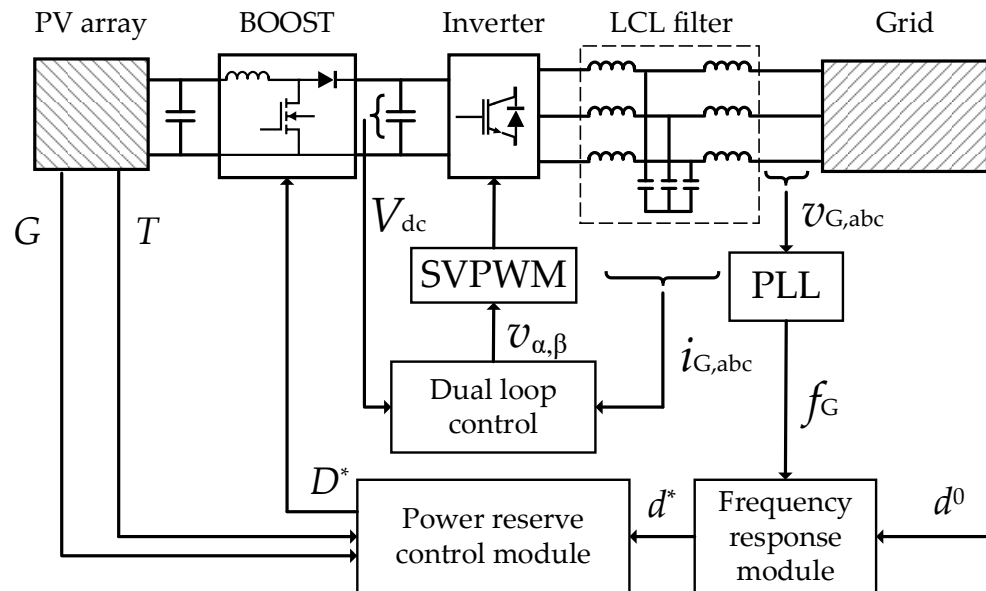 PV array
BOOST
Inverter
LCL filter
Grid
G
T
V_dc
SVPWM
v_G,abc
PLL
v_α,β
i_G,abc
Dual loop
control
f_G
D*
Power reserve
control module
d*
Frequency
response
module
d⁰